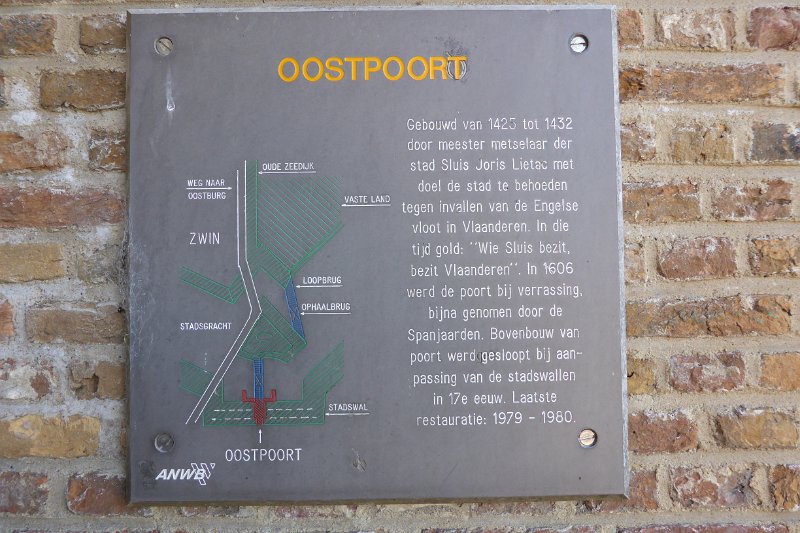 OOSTPOORT
Gebouwd van 1425 tot 1432
door meester metselaar der
stad Sluis Joris Lietac met
doel de stad te behoeden
tegen invallen van de Engelse
vloot in Vlaanderen. In die
tijd gold: "Wie Sluis bezit,
bezit Vlaanderen". In 1606
werd de poort bij verrassing,
bijna genomen door de
Spanjaarden. Bovenbouw van
poort werd gesloopt bij aan-
passing van de stadswallen
in 17e eeuw. Laatste
restauratie: 1979 - 1980.
OUDE ZEEDIJK
WEG NAAR
OOSTBURG
VASTE LAND
ZWIN
LOOPBRUG
OPHAALBRUG
STADSGRACHT
STADSWAL
OOSTPOORT
ANWB